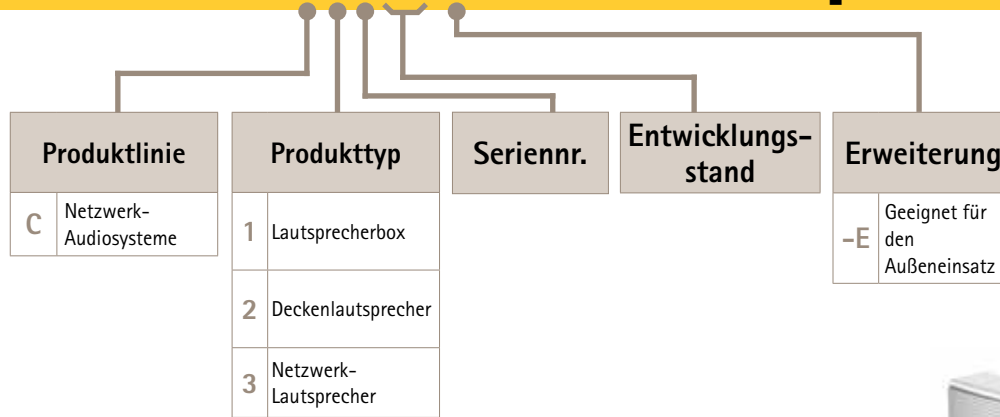 Produktlinie
C
Netzwerk-
Audiosysteme
Produkttyp
1
Lautsprecherbox
2
Deckenlautsprecher
3
Netzwerk-
Lautsprecher
Seriennr.
Entwicklungs-
stand
Erweiterung
-E
Geeignet für
den
Außeneinsatz